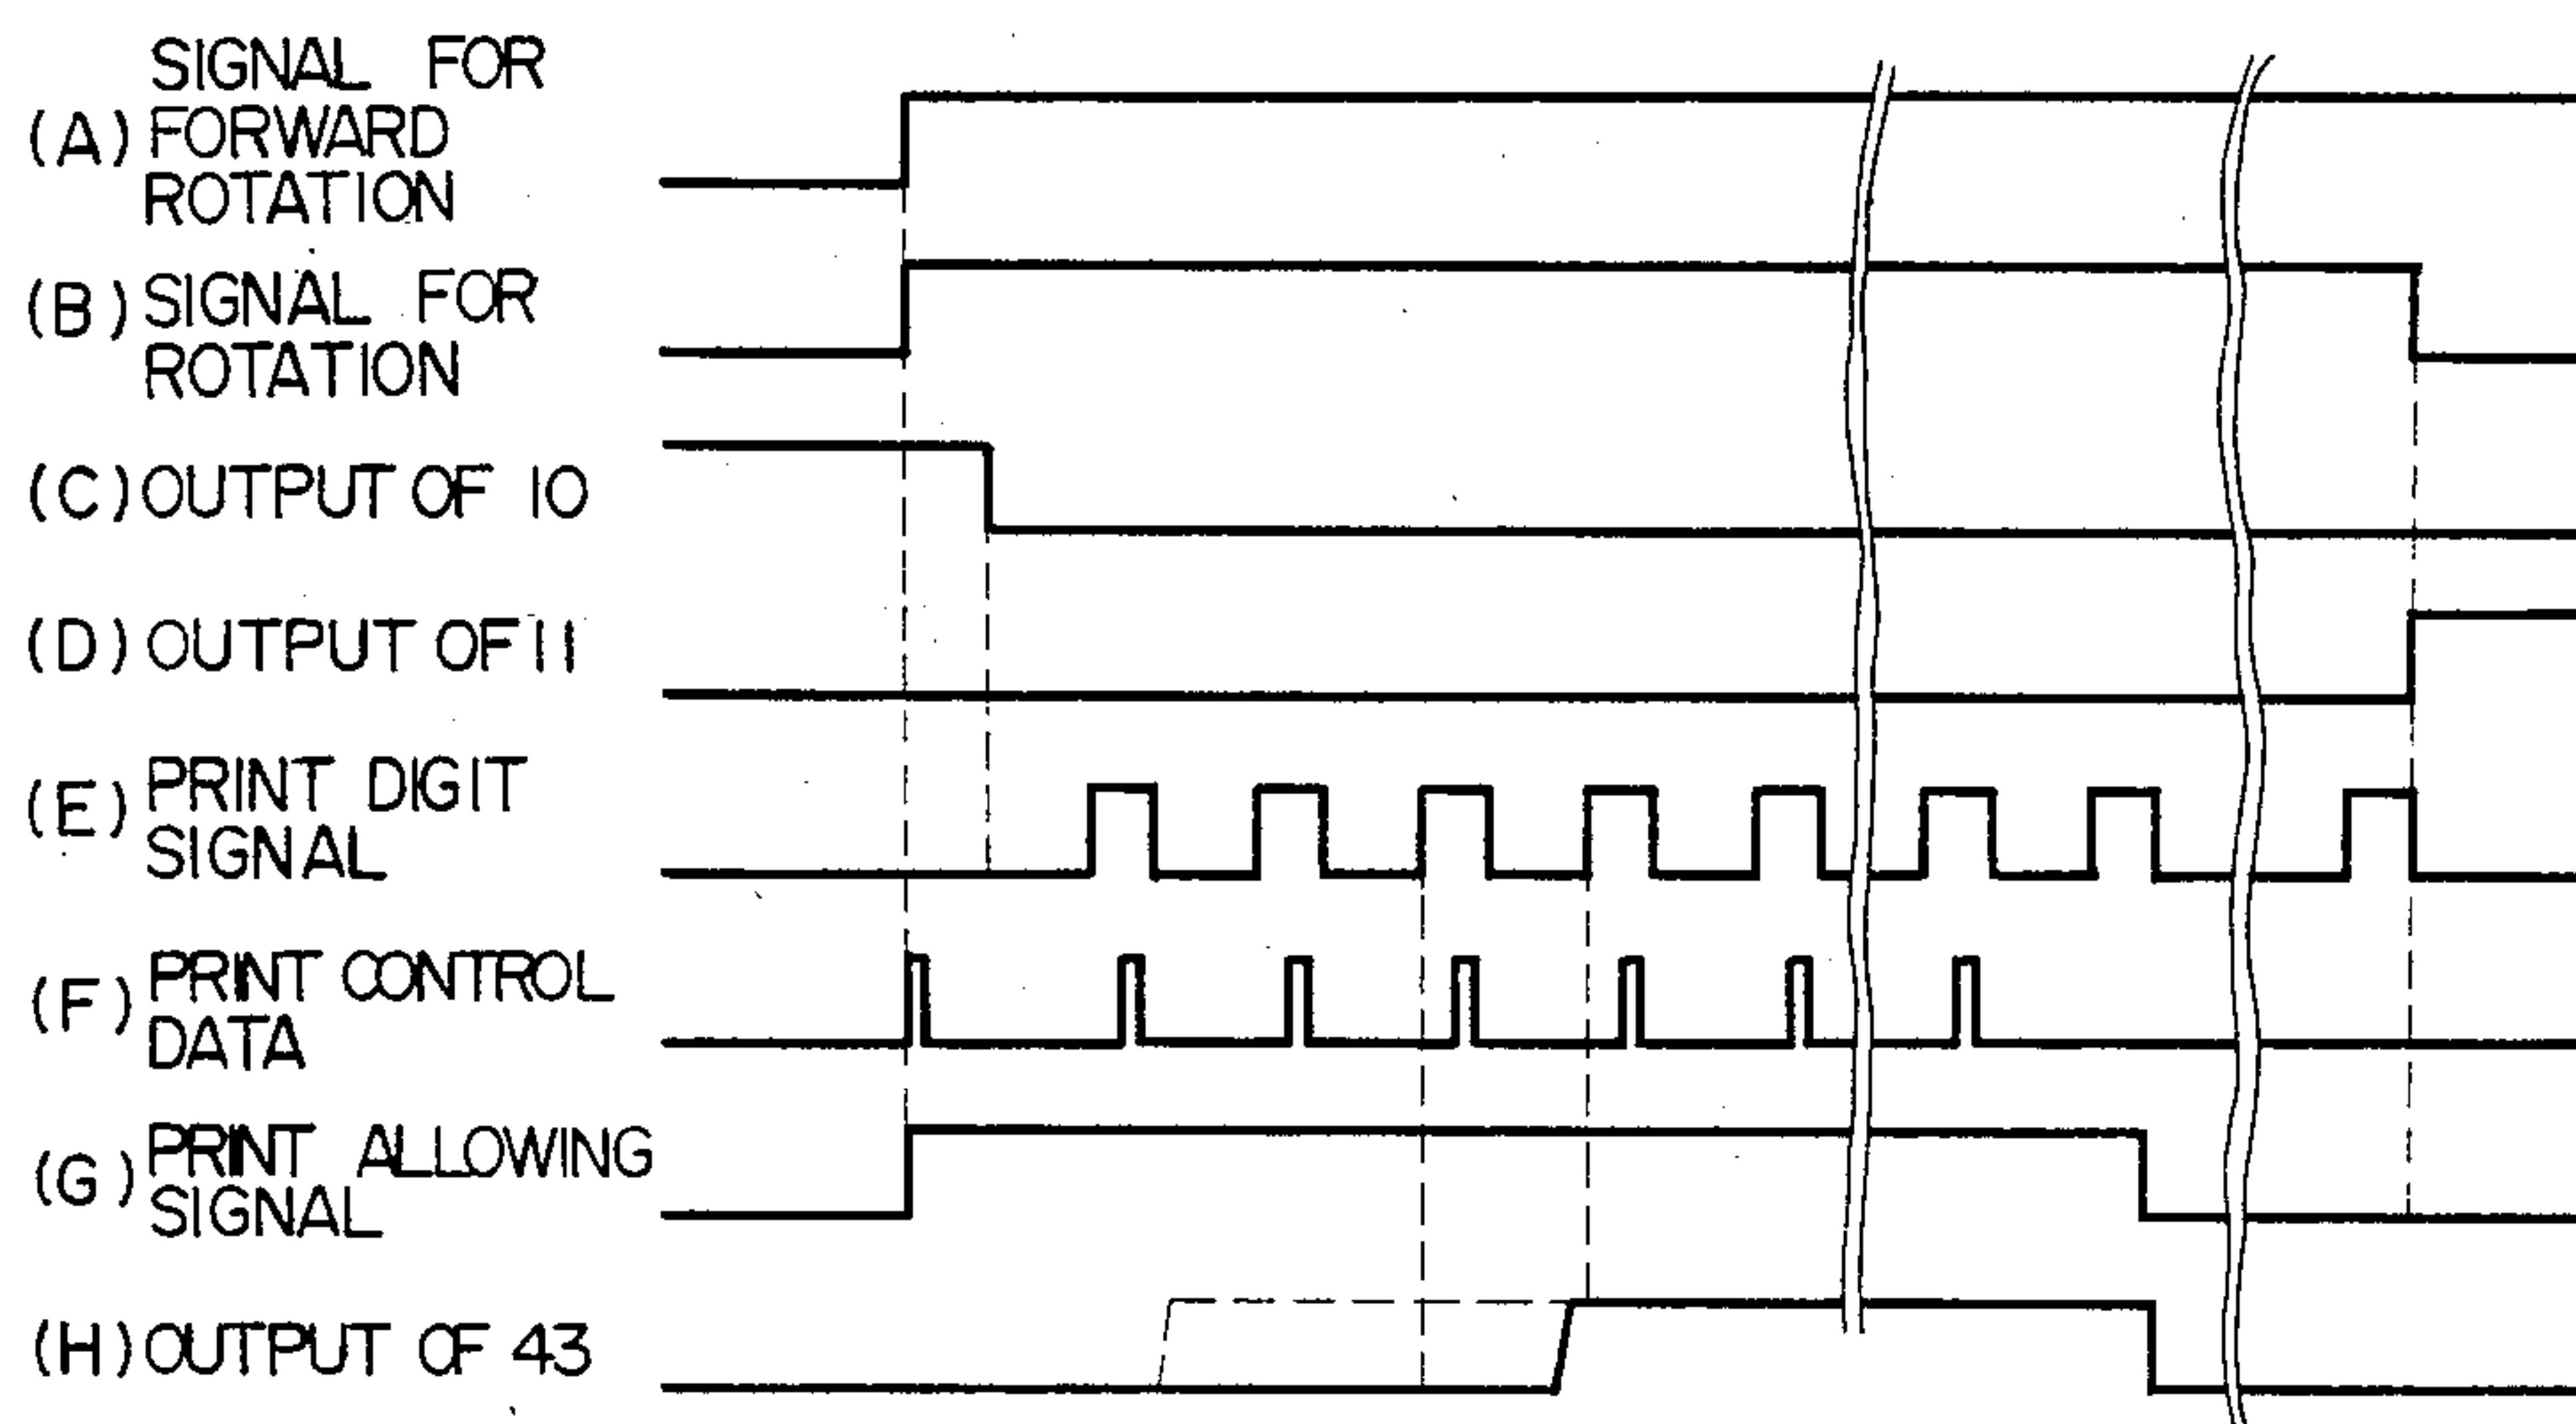 SIGNAL FOR
(A) FORWARD
ROTATION
(B) SIGNAL FOR
ROTATION
(C) OUTPUT OF 10
(D) OUTPUT OF 11
(E) PRINT DIGIT
SIGNAL
(F) PRINT CONTROL
DATA
(G) PRINT ALLOWING
SIGNAL
(H) OUTPUT OF 43